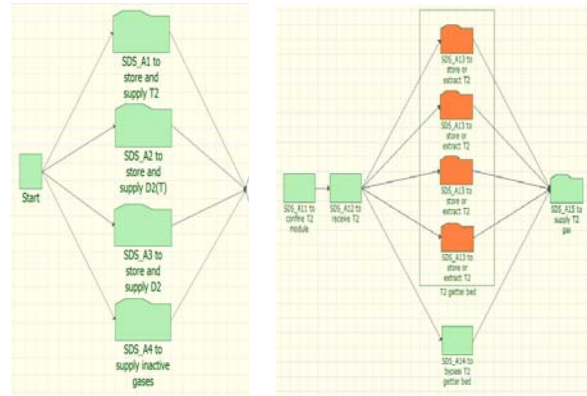 SDS_A1 to
store and
supply T2
SDS_A2 to
store and
supply D2(T)
Start
SDS_A3 to
store and
supply D2
SDS_A4 to
supply inactive
gases
SDS_A13 to
store or
extract T2
SDS_A13 to
store or
extract T2
SDS_A13 to
store or
extract T2
SDS_A11 to
confine T2
module
SDS_A12 to
receive T2
SDS_A15 to
supply T2
gas
SDS_A13 to
store or
extract T2
T2 getter bed
SDS_A14 to
bypass T2
getter bed